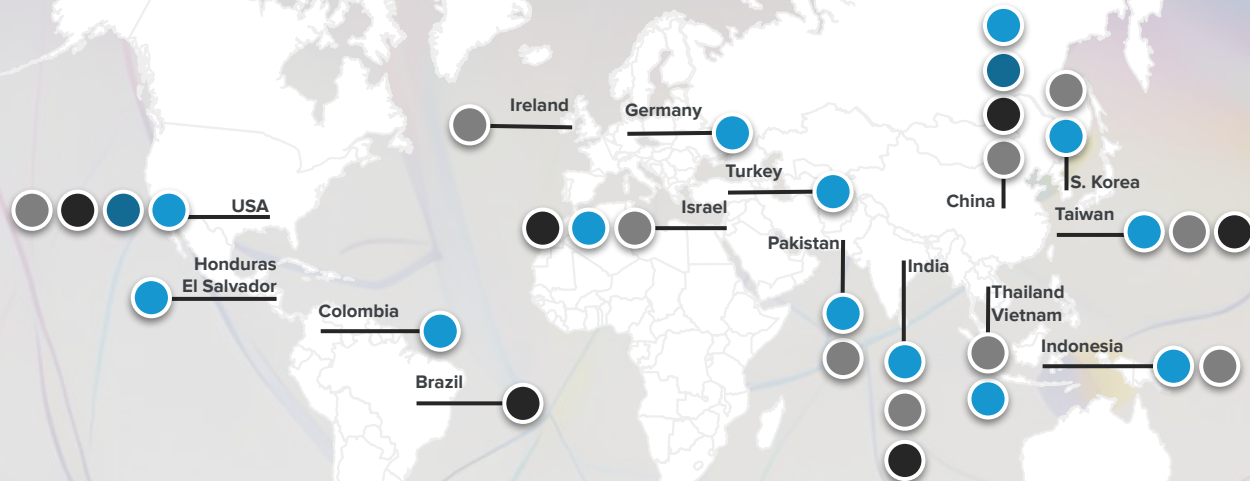 Ireland
Germany
Turkey
Israel
USA
China
S. Korea
Taiwan
Pakistan
India
Honduras
El Salvador
Colombia
Thailand
Vietnam
Indonesia
Brazil